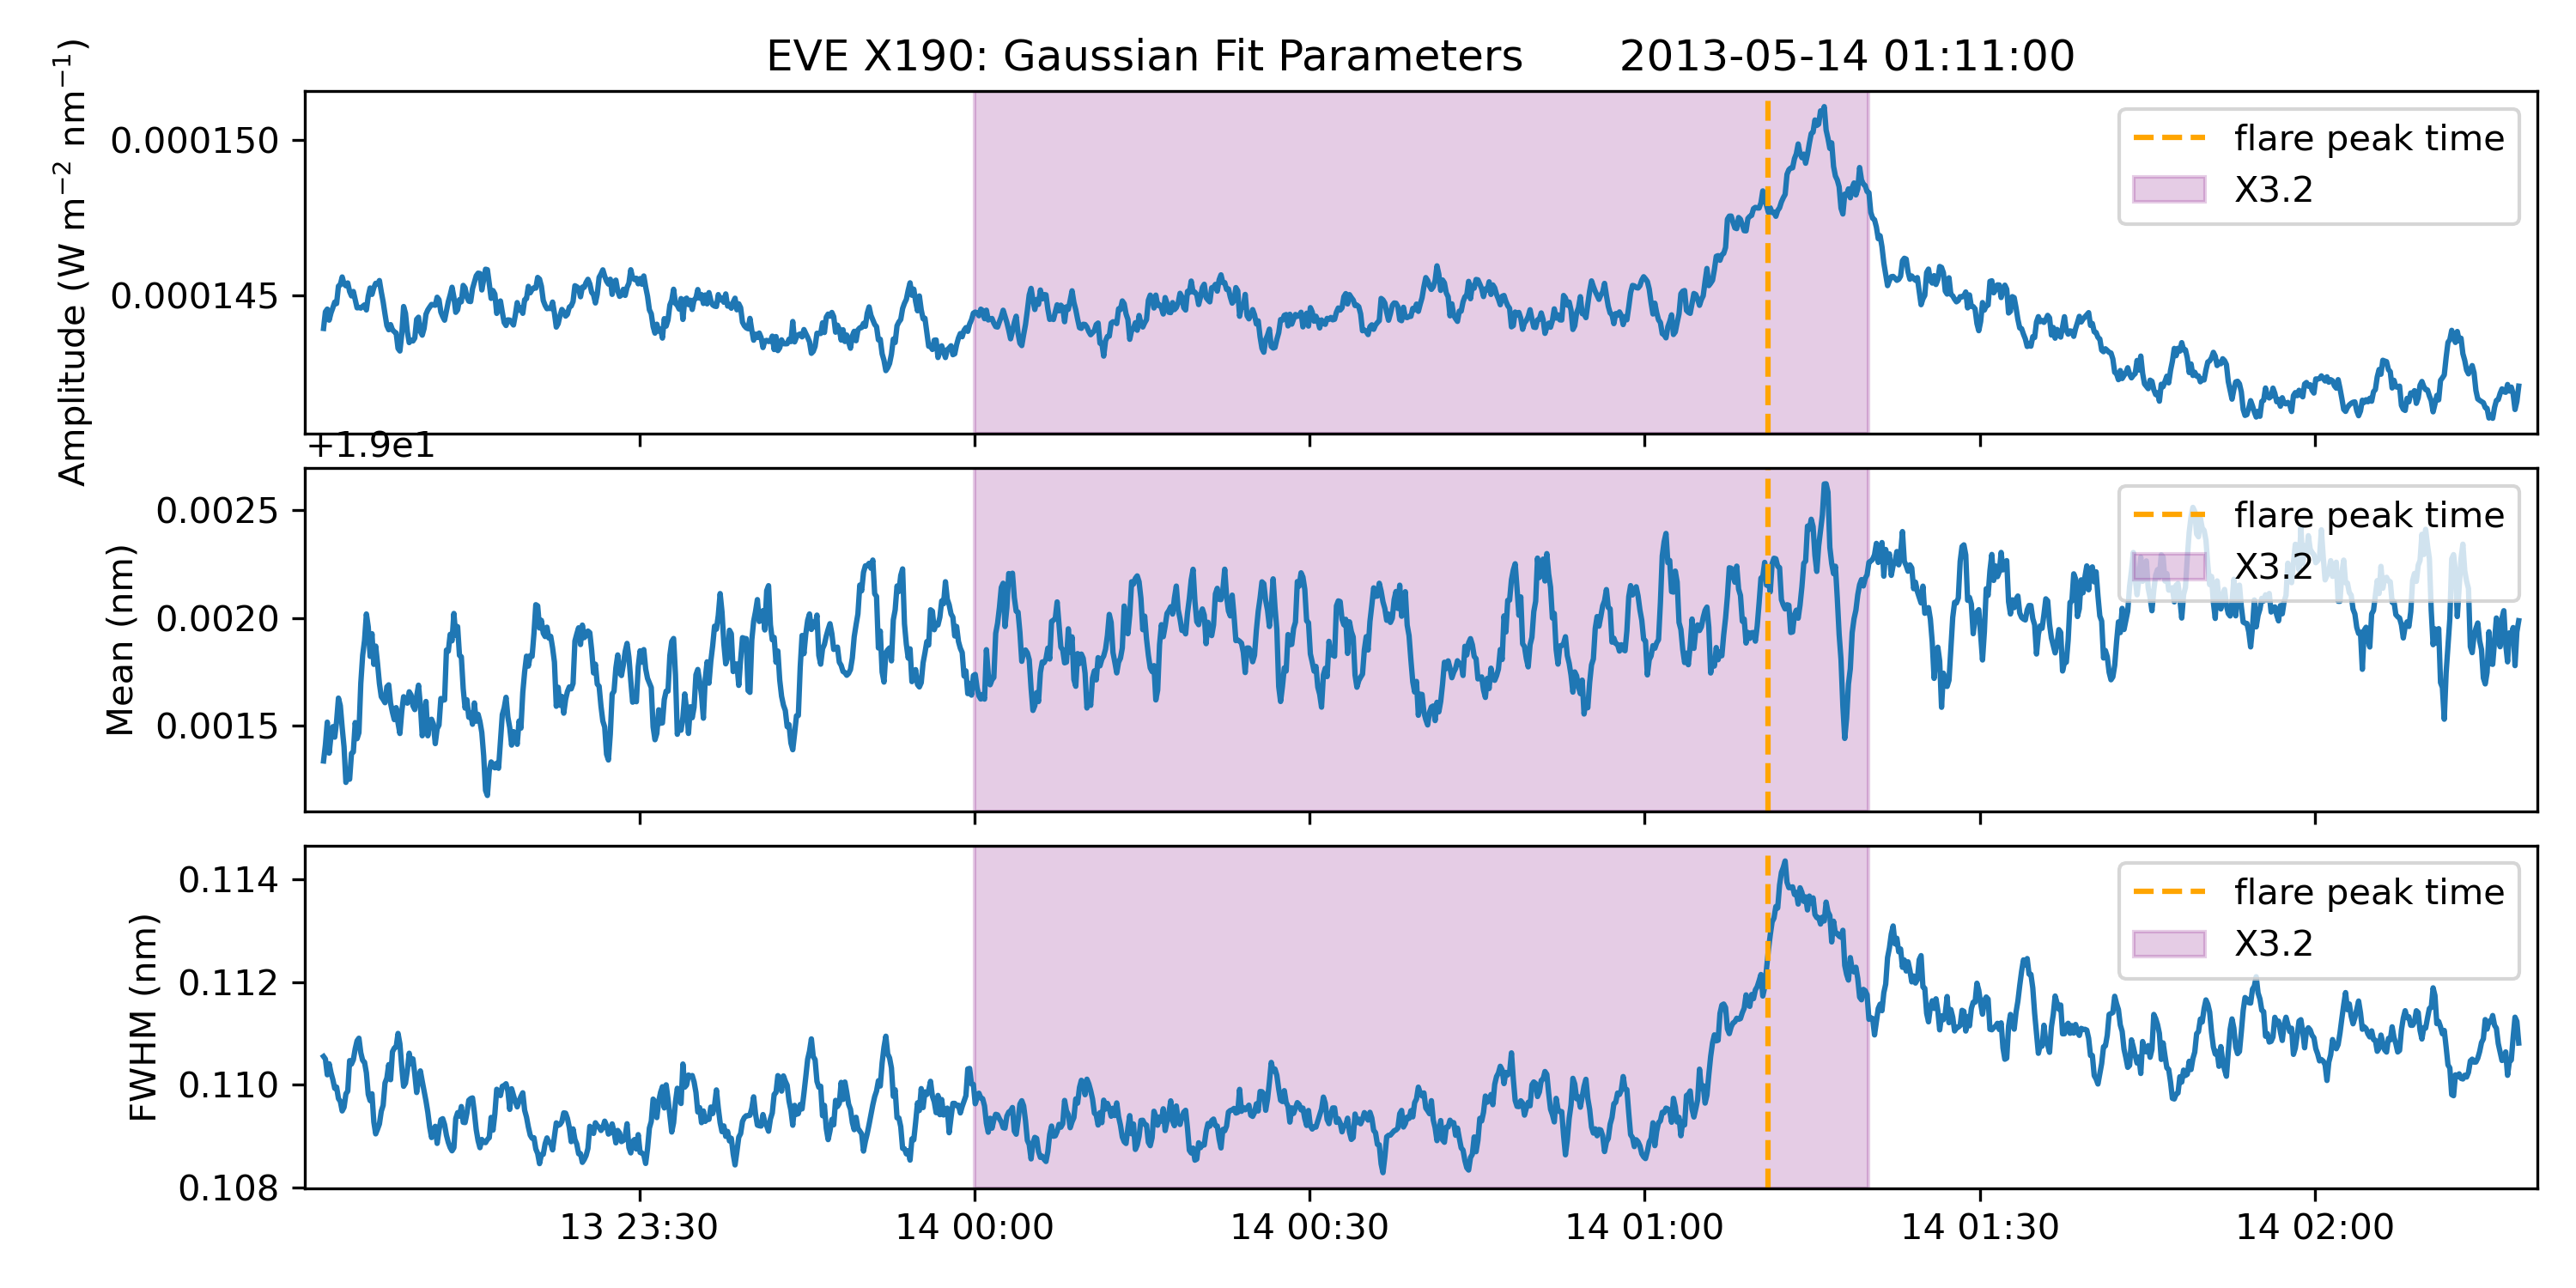 EVE X190: Gaussian Fit Parameters 2013-05-14 01:11:00
Amplitude (W m⁻² nm⁻¹)
0.000150
0.000145
flare peak time
X3.2
+1.9e1
Mean (nm)
0.0025
0.0020
0.0015
flare peak time
X3.2
FWHM (nm)
0.114
0.112
0.110
0.108
flare peak time
X3.2
13 23:30 14 00:00 14 00:30 14 01:00 14 01:30 14 02:00